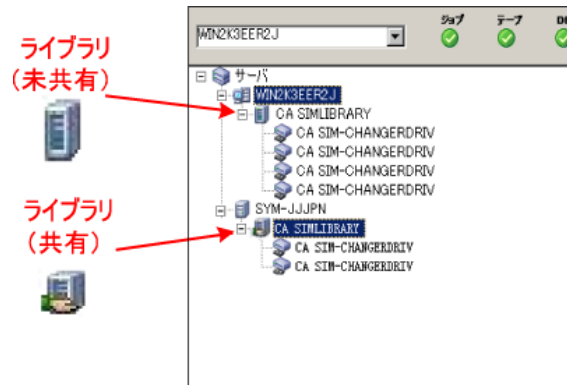 ライブラリ
（未共有）
ライブラリ
（共有）
WIN2K3EER2J
ジョブ
テープ
サーバ
WIN2K3EER2J
CA SIMLIBRARY
CA SIM-CHANGERDRIV
CA SIM-CHANGERDRIV
CA SIM-CHANGERDRIV
CA SIM-CHANGERDRIV
SYM-JJJPN
CA SIMLIBRARY
CA SIM-CHANGERDRIV
CA SIM-CHANGERDRIV